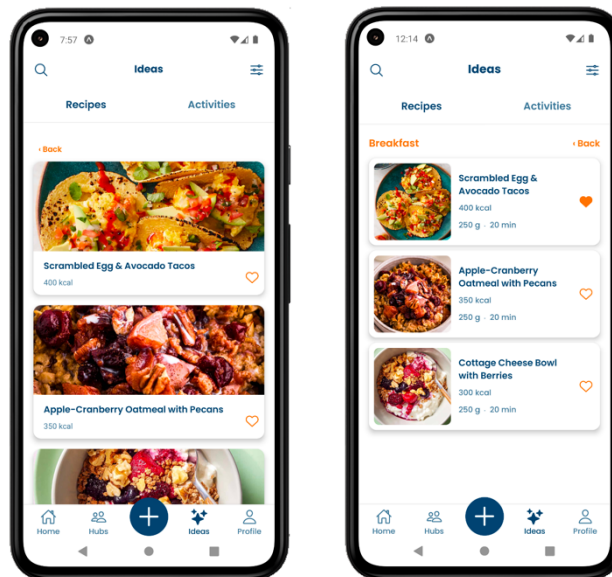 7:57
Ideas
Recipes Activities
‹ Back
Scrambled Egg & Avocado Tacos
400 kcal
Apple-Cranberry Oatmeal with Pecans
350 kcal
Home Hubs Ideas Profile
12:14
Ideas
Recipes Activities
Breakfast ‹ Back
Scrambled Egg &
Avocado Tacos
400 kcal
250 g · 20 min
Apple-Cranberry
Oatmeal with Pecans
350 kcal
250 g · 20 min
Cottage Cheese Bowl
with Berries
300 kcal
250 g · 20 min
Home Hubs Ideas Profile